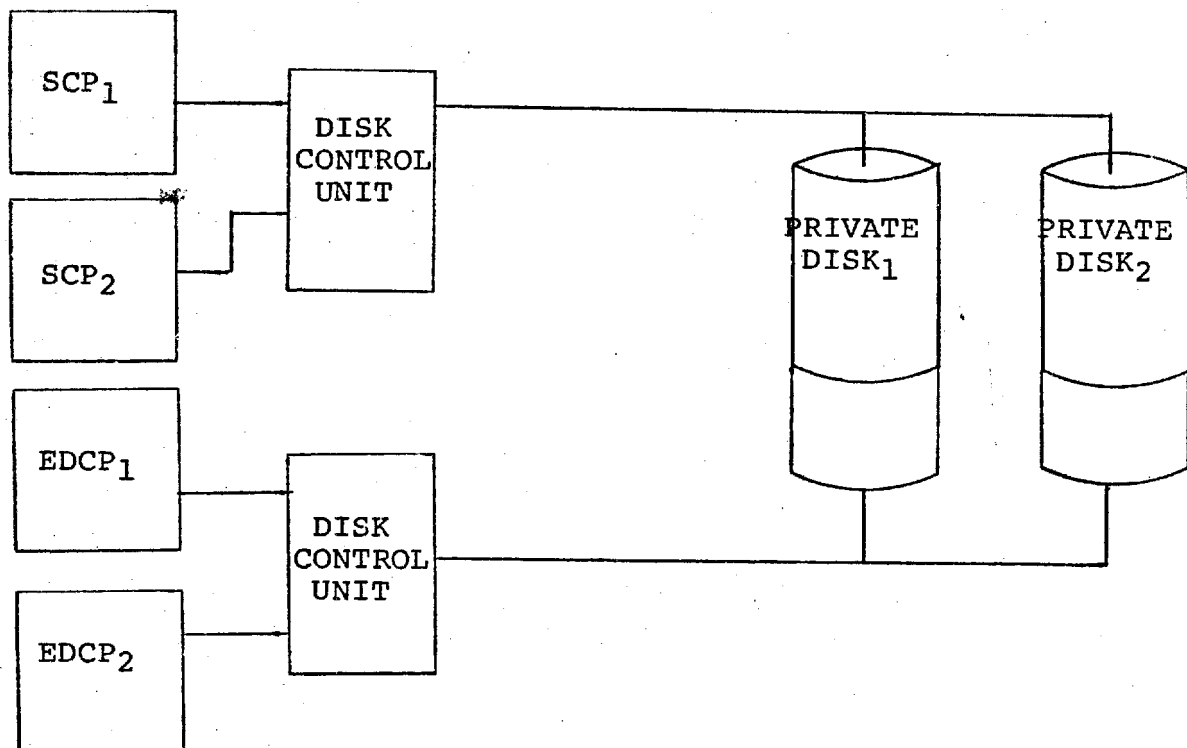 SCP1
DISK
CONTROL
UNIT
SCP2
PRIVATE
DISK1
PRIVATE
DISK2
EDCP1
DISK
CONTROL
UNIT
EDCP2